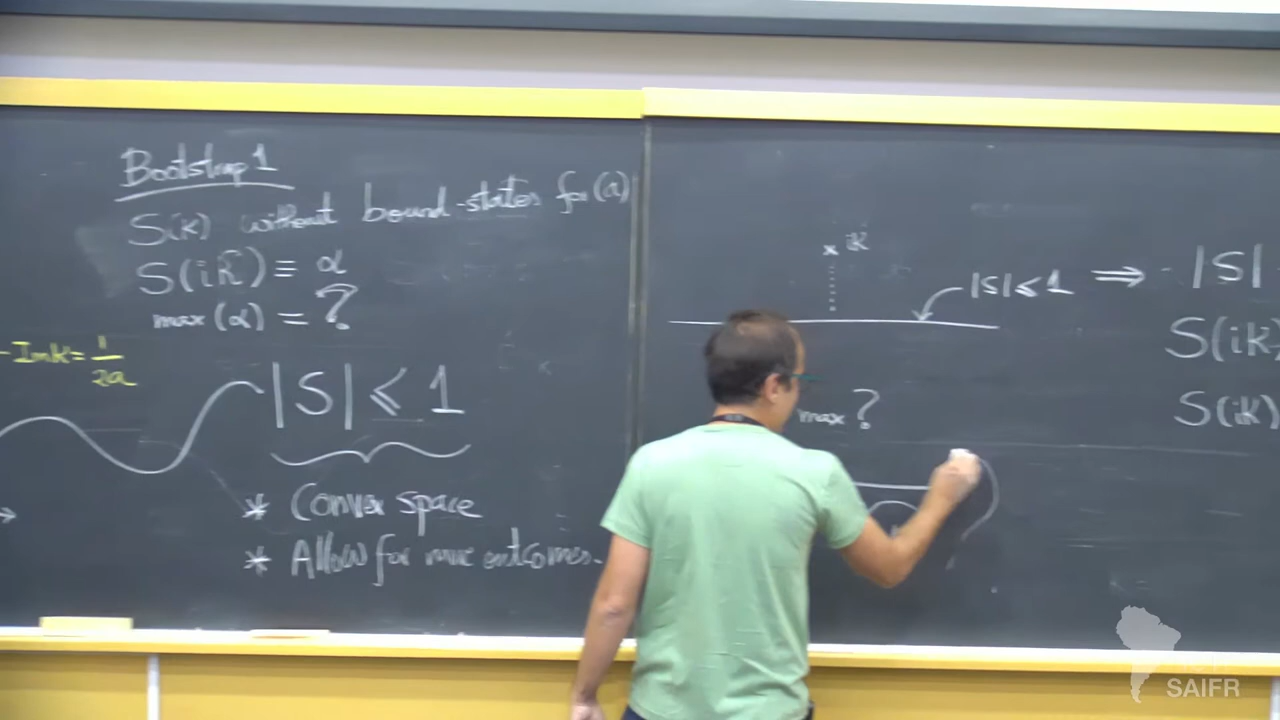 Bootstrap 1
S(k) without bound-states for (a)
S(ik̃) ≡ α
max(α) = ?
-Imk = 1/2a
|S| ⩽ 1
* Convex space
* Allow for more outcomes.
x ik̃
|S| ⩽ 1 ⟹ |S|
S(ik)
S(ik)
max ?
SAIFR